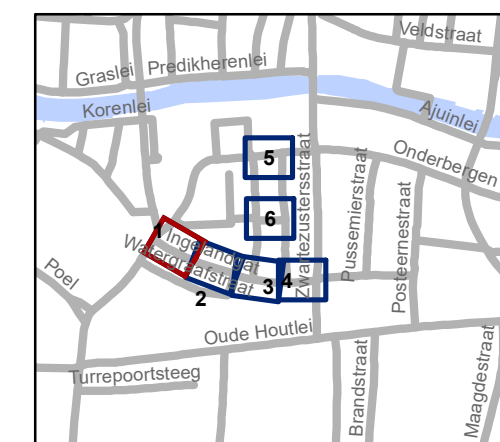 Veldstraat
Graslei
Predikherenlei
Korenlei
Ajuinlei
Onderbergen
5
Zwartezustersstraat
Pussemierstraat
Posteernestraat
6
1
Ingelandgat
Watergraafstraat
Poel
2
3
4
Oude Houtlei
Turrepoortsteeg
Brandstraat
Maagdestraat